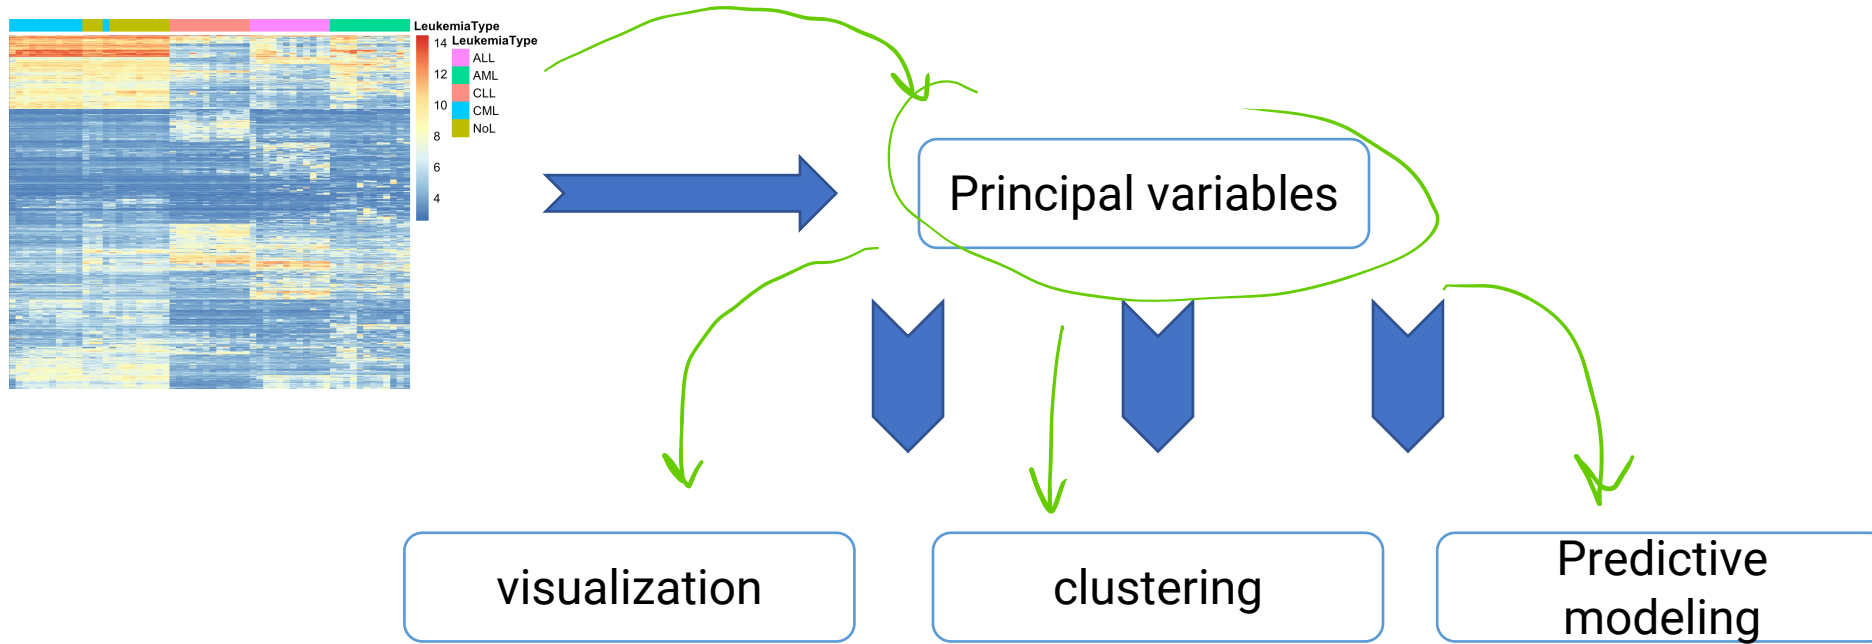 LeukemiaType
14
12
10
8
6
4
LeukemiaType
ALL
AML
CLL
CML
NoL
Principal variables
visualization
clustering
Predictive
modeling